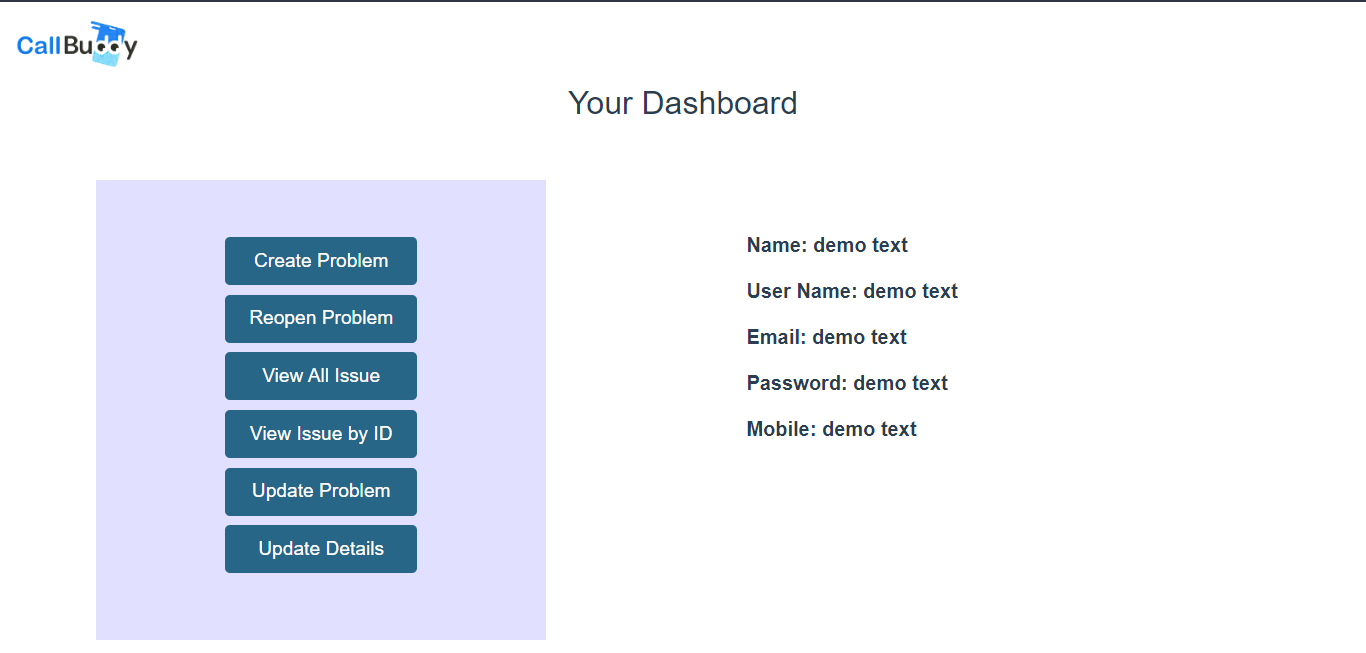 CallBuddy
Your Dashboard
Create Problem
Reopen Problem
View All Issue
View Issue by ID
Update Problem
Update Details
Name: demo text
User Name: demo text
Email: demo text
Password: demo text
Mobile: demo text